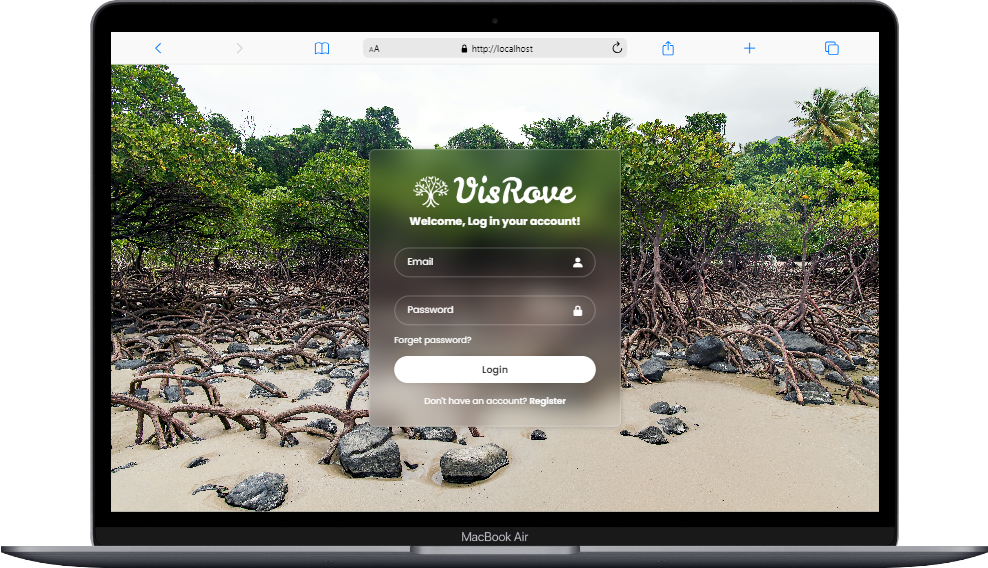 AA
http://localhost
VisRove
Welcome, Log in your account!
Email
Password
Forget password?
Login
Don't have an account? Register
MacBook Air